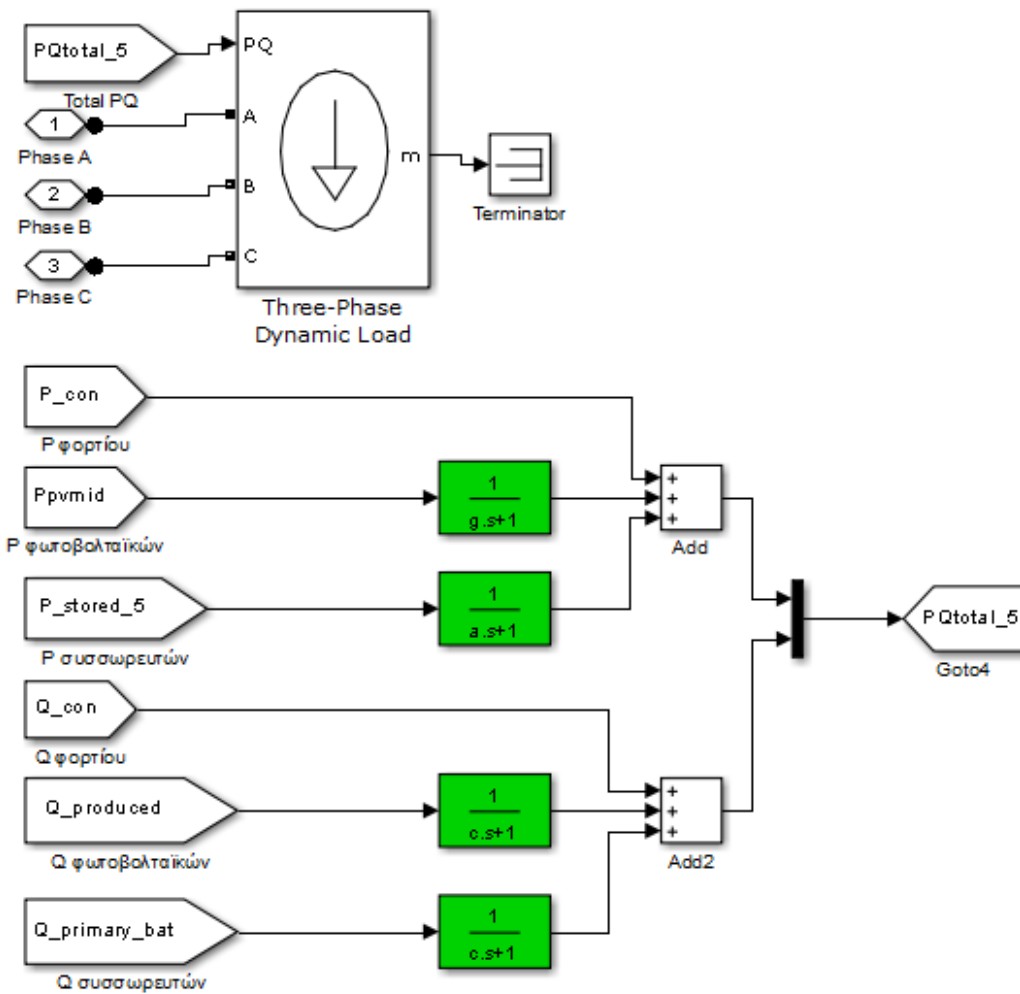 PQtotal_5
Total PQ
PQ
1
Phase A
A
2
Phase B
B
3
Phase C
C
m
Terminator
Three-Phase
Dynamic Load
P_con
P φορτίου
Ppvmid
P φωτοβολταϊκών
1
g.s+1
+
+
+
Add
P_stored_5
P συσσωρευτών
1
a.s+1
PQtotal_5
Goto4
Q_con
Q φορτίου
Q_produced
Q φωτοβολταϊκών
1
c.s+1
+
+
+
Add2
Q_primary_bat
Q συσσωρευτών
1
c.s+1